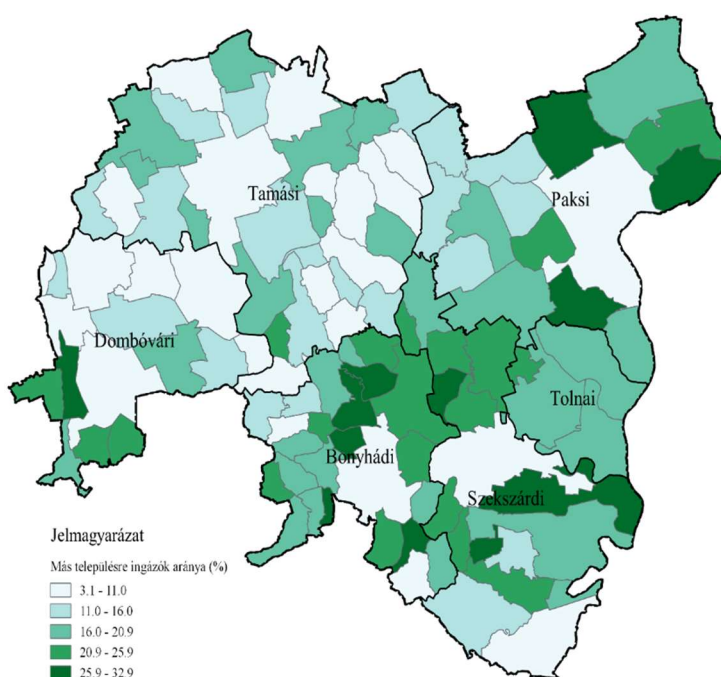 Tamási
Paksi
Dombóvári
Tolnai
Bonyhádi
Szekszárdi
Jelmagyarázat
Más településre ingázók aránya (%)
3.1 - 11.0
11.0 - 16.0
16.0 - 20.9
20.9 - 25.9
25.9 - 32.9